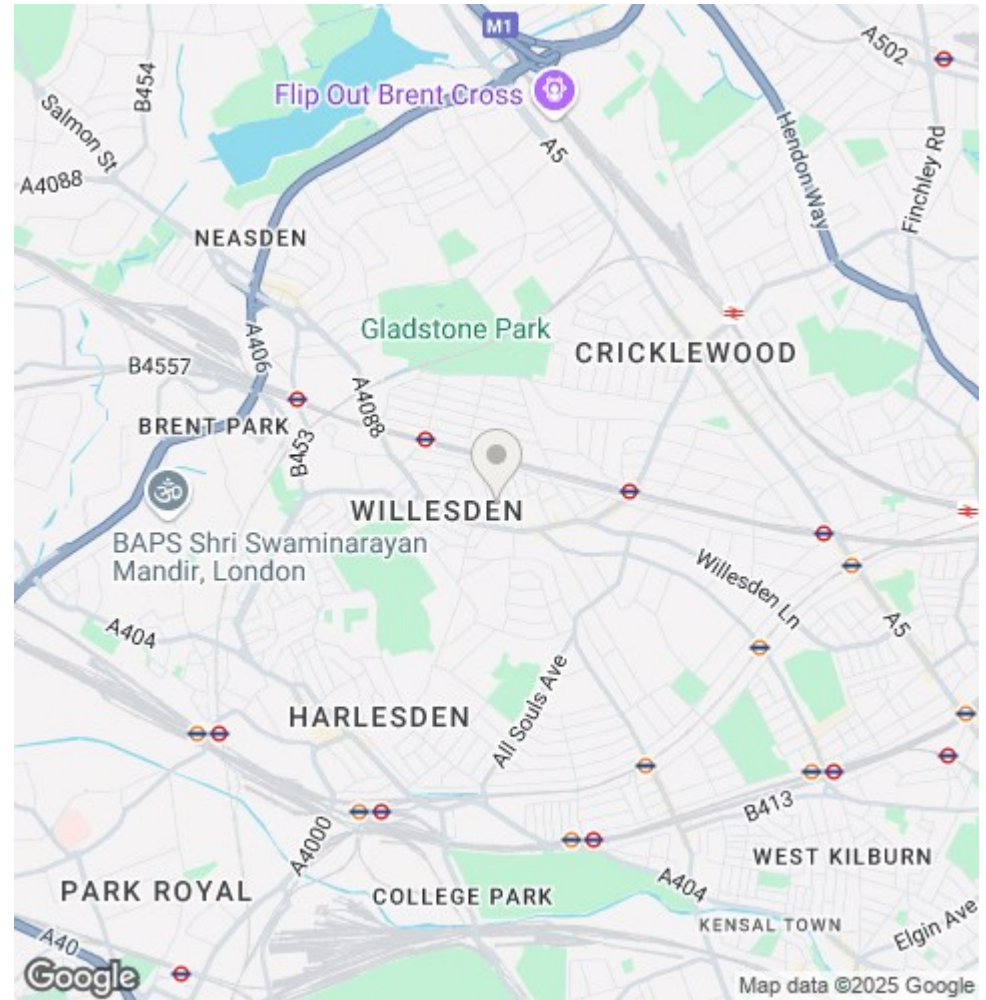 M1
A502
B454
Flip Out Brent Cross
Salmon St
A5
Hendon Way
A4088
Finchley Rd
NEASDEN
Gladstone Park
A406
CRICKLEWOOD
B4557
A4088
BRENT PARK
B453
WILLESDEN
BAPS Shri Swaminarayan
Mandir, London
Willesden Ln
A404
A5
All Souls Ave
HARLESDEN
B413
A4000
WEST KILBURN
PARK ROYAL
A404
COLLEGE PARK
KENSAL TOWN
Elgin Ave
A40
Google
Map data ©2025 Google